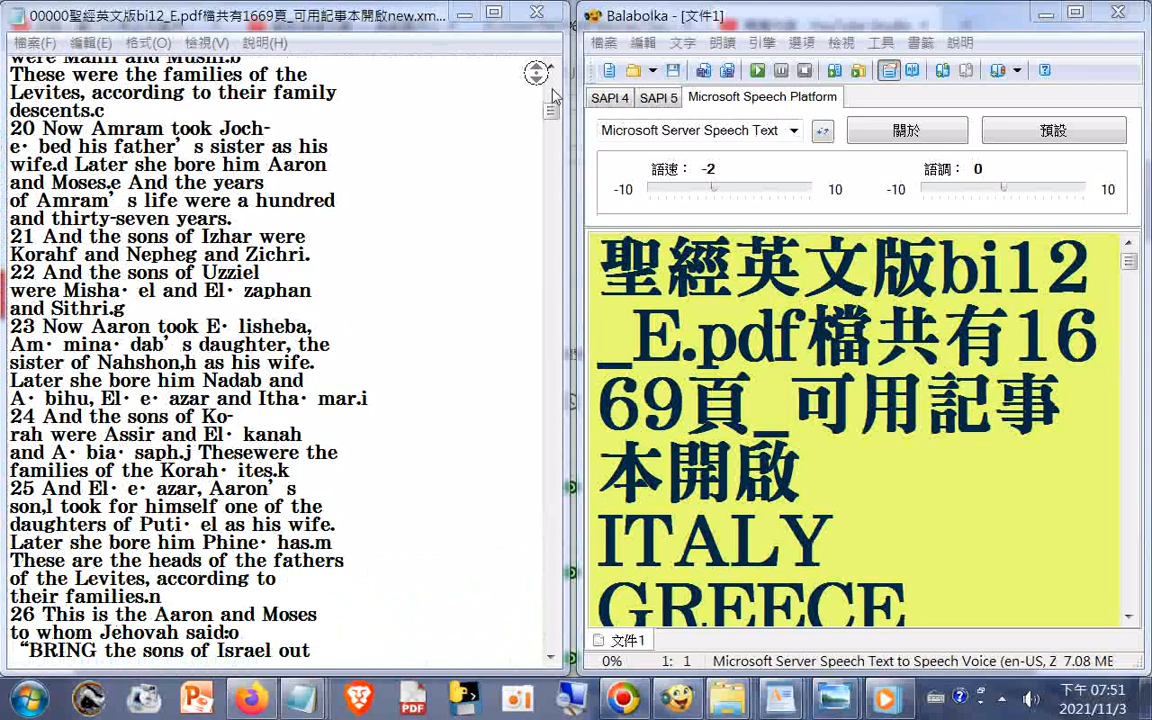 00000聖經英文版bi12_E.pdf檔共有1669頁_可用記事本開啟new.xm...
檔案(F) 編輯(E) 格式(O) 檢視(V) 說明(H)
were Mahli and Mushi.b
These were the families of the
Levites, according to their family
descents.c
20 Now Amram took Joch-
e· bed his father’s sister as his
wife.d Later she bore him Aaron
and Moses.e And the years
of Amram’s life were a hundred
and thirty-seven years.
21 And the sons of Izhar were
Korahf and Nepheg and Zichri.
22 And the sons of Uzziel
were Misha· el and El· zaphan
and Sithri.g
23 Now Aaron took E· lisheba,
Am· mina· dab’s daughter, the
sister of Nahshon,h as his wife.
Later she bore him Nadab and
A· bihu, El· e· azar and Itha· mar.i
24 And the sons of Ko-
rah were Assir and El· kanah
and A· bia· saph.j Thesewere the
families of the Korah· ites.k
25 And El· e· azar, Aaron’s
son,l took for himself one of the
daughters of Puti· el as his wife.
Later she bore him Phine· has.m
These are the heads of the fathers
of the Levites, according to
their families.n
26 This is the Aaron and Moses
to whom Jehovah said:o
“BRING the sons of Israel out
Balabolka - [文件1]
檔案 編輯 文字 朗讀 引擎 選項 檢視 工具 書籤 說明
SAPI 4 SAPI 5 Microsoft Speech Platform
Microsoft Server Speech Text 關於 預設
語速: -2 語調: 0
-10 10 -10 10
聖經英文版bi12
_E.pdf檔共有16
69頁_可用記事
本開啟
ITALY
GREECE
文件1
0% 1: 1 Microsoft Server Speech Text to Speech Voice (en-US, Z 7.08 MB
下午 07:51
2021/11/3